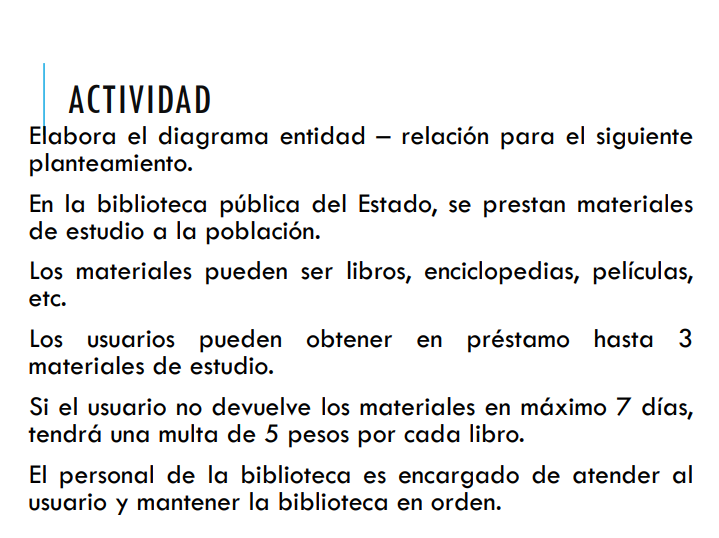 ACTIVIDAD
Elabora el diagrama entidad – relación para el siguiente
planteamiento.
En la biblioteca pública del Estado, se prestan materiales
de estudio a la población.
Los materiales pueden ser libros, enciclopedias, películas,
etc.
Los usuarios pueden obtener en préstamo hasta 3
materiales de estudio.
Si el usuario no devuelve los materiales en máximo 7 días,
tendrá una multa de 5 pesos por cada libro.
El personal de la biblioteca es encargado de atender al
usuario y mantener la biblioteca en orden.